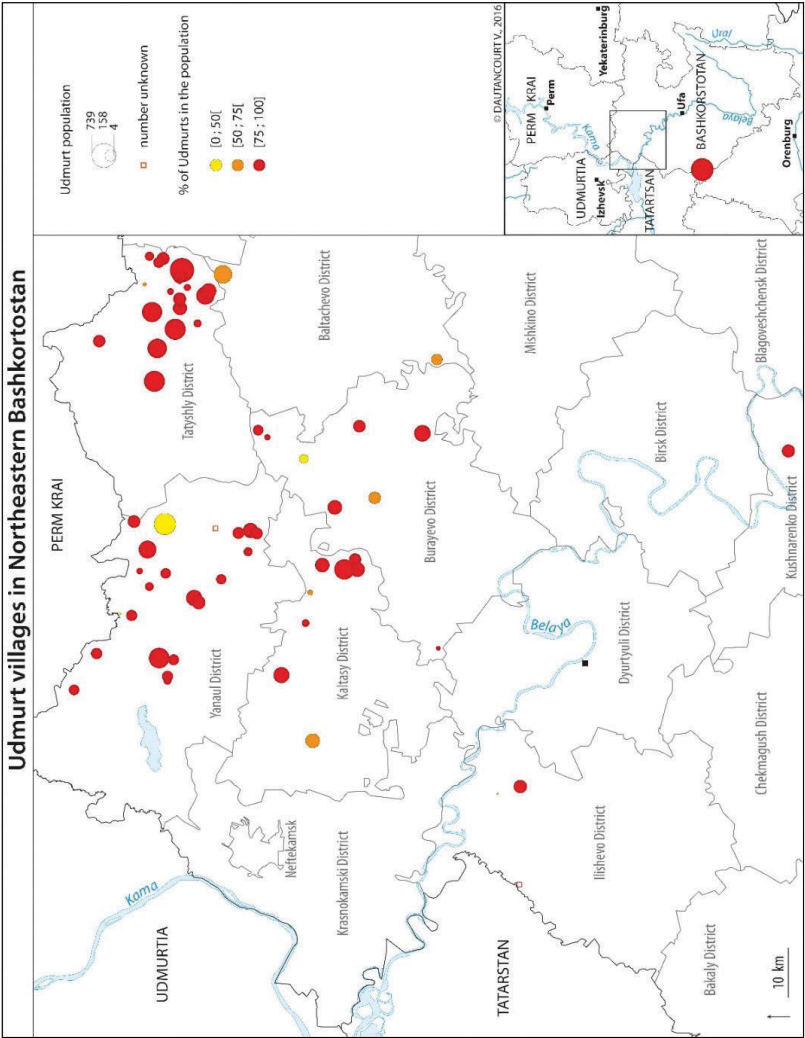 Udmurt villages in Northeastern Bashkortostan
Udmurt population
739
158
4
number unknown
% of Udmurts in the population
[0 ; 50[
[50 ; 75[
[75 ; 100]
© DAUTANCOURT V., 2016
PERM KRAI
Perm
Yekaterinburg
Kama
UDMURTIA
Izhevsk
TATARTSAN
Ufa
Belaya
Ural
BASHKORSTOTAN
Orenburg
PERM KRAI
UDMURTIA
Kama
Tatyshly District
Yanaul District
Baltachevo District
Neftekamsk
Kaltasy District
Burayevo District
Mishkino District
Krasnokamski District
Belaya
Birsk District
Blagoveshchensk District
TATARSTAN
Ilishevo District
Dyurtyuli District
Kushnarenko District
Bakaly District
Chekmagush District
10 km